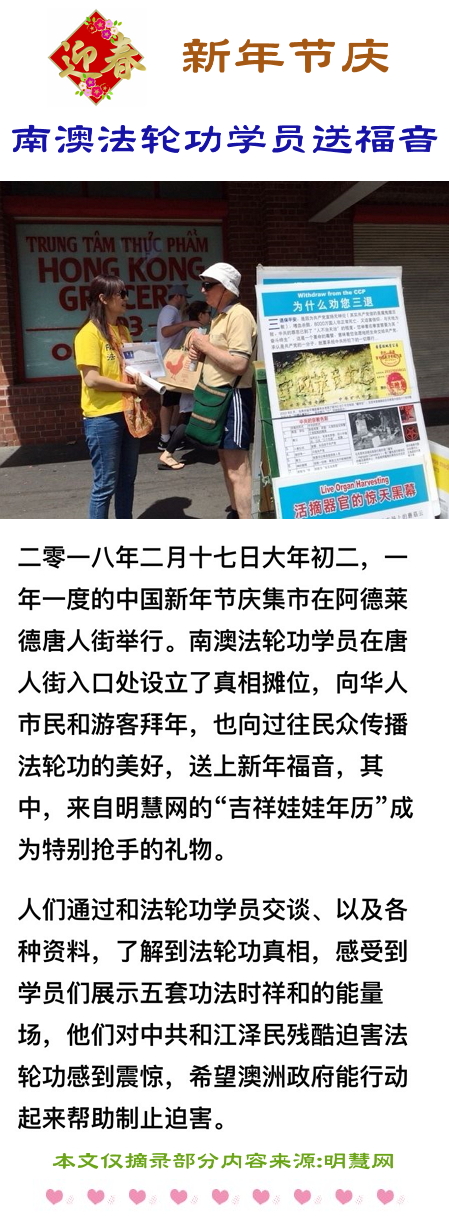 迎春
新年节庆
南澳法轮功学员送福音
TRUNG TÂM THỰC PHẨM
HONG KONG
Withdraw from the CCP
为什么劝您三退
Live Organ Harvesting
活摘器官的惊天黑幕
二零一八年二月十七日大年初二，一
年一度的中国新年节庆集市在阿德莱
德唐人街举行。南澳法轮功学员在唐
人街入口处设立了真相摊位，向华人
市民和游客拜年，也向过往民众传播
法轮功的美好，送上新年福音，其
中，来自明慧网的“吉祥娃娃年历”成
为特别抢手的礼物。
人们通过和法轮功学员交谈、以及各
种资料，了解到法轮功真相，感受到
学员们展示五套功法时祥和的能量
场，他们对中共和江泽民残酷迫害法
轮功感到震惊，希望澳洲政府能行动
起来帮助制止迫害。
本文仅摘录部分内容来源:明慧网